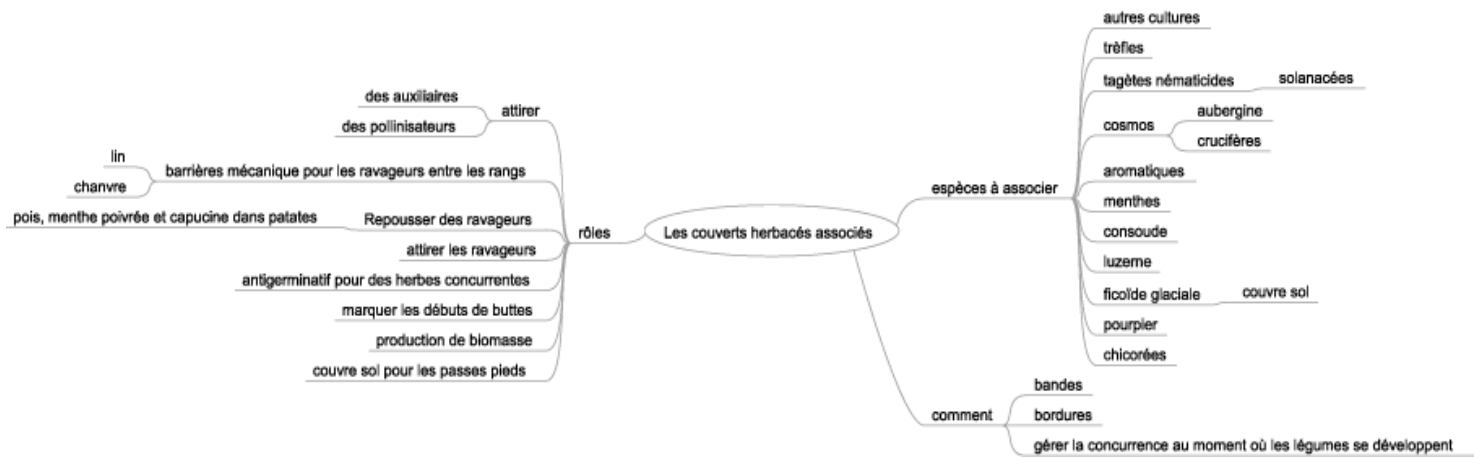 Les couverts herbacés associés
rôles
attirer
des auxiliaires
des pollinisateurs
barrières mécanique pour les ravageurs entre les rangs
lin
chanvre
Repousser des ravageurs
pois, menthe poivrée et capucine dans patates
attirer les ravageurs
antigerminatif pour des herbes concurrentes
marquer les débuts de buttes
production de biomasse
couvre sol pour les passes pieds
espèces à associer
autres cultures
trèfles
tagètes nématicides
solanacées
cosmos
aubergine
crucifères
aromatiques
menthes
consoude
luzerne
ficoïde glaciale
couvre sol
pourpier
chicorées
comment
bandes
bordures
gérer la concurrence au moment où les légumes se développent